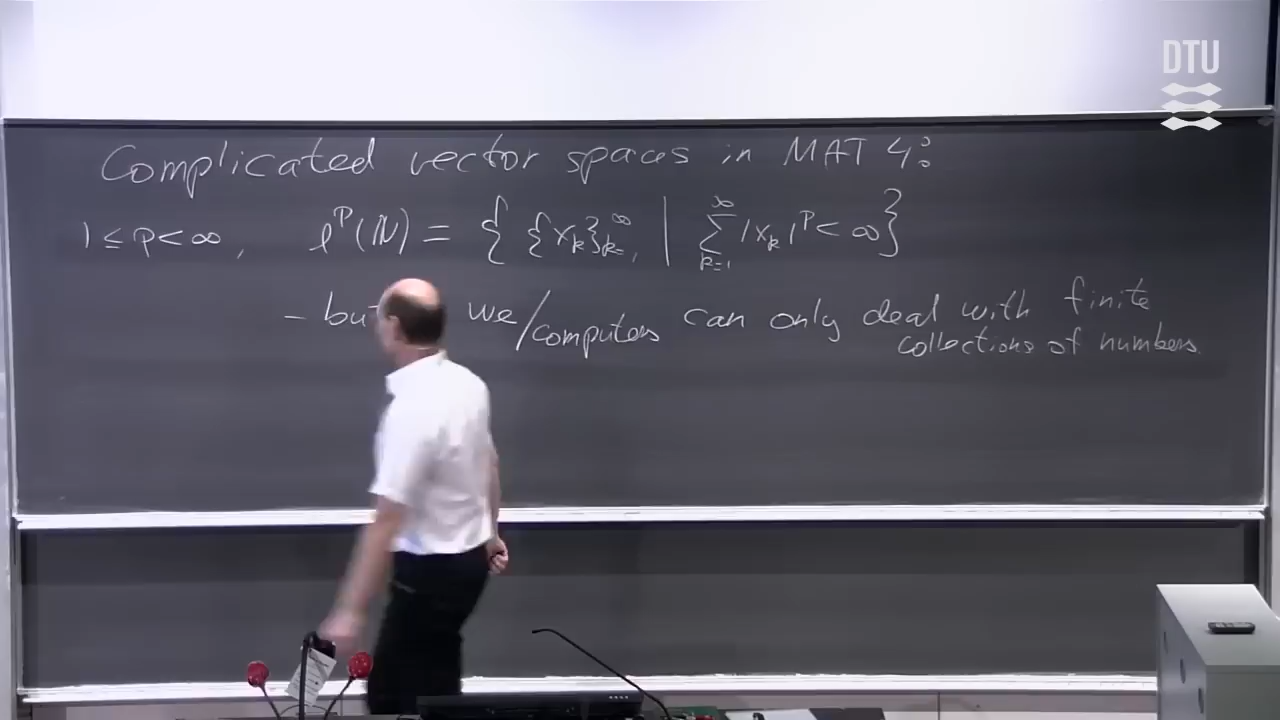 DTU
Complicated vector spaces in MAT 4:
1 ≤ p < ∞, ℓ^p(ℕ) = { {x_k}_{k=1}^∞ | ∑_{k=1}^∞ |x_k|^p < ∞ }
- but we/computers can only deal with finite
collections of numbers.